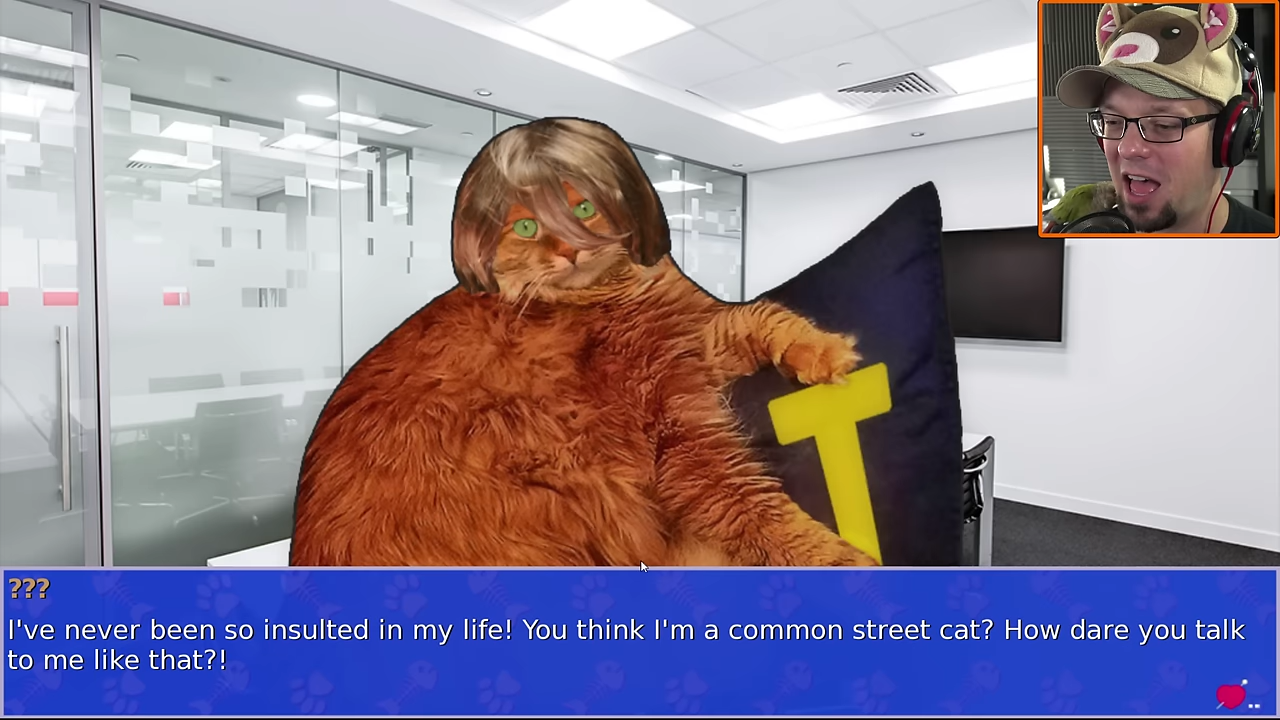 T
???
I've never been so insulted in my life! You think I'm a common street cat? How dare you talk
to me like that?!